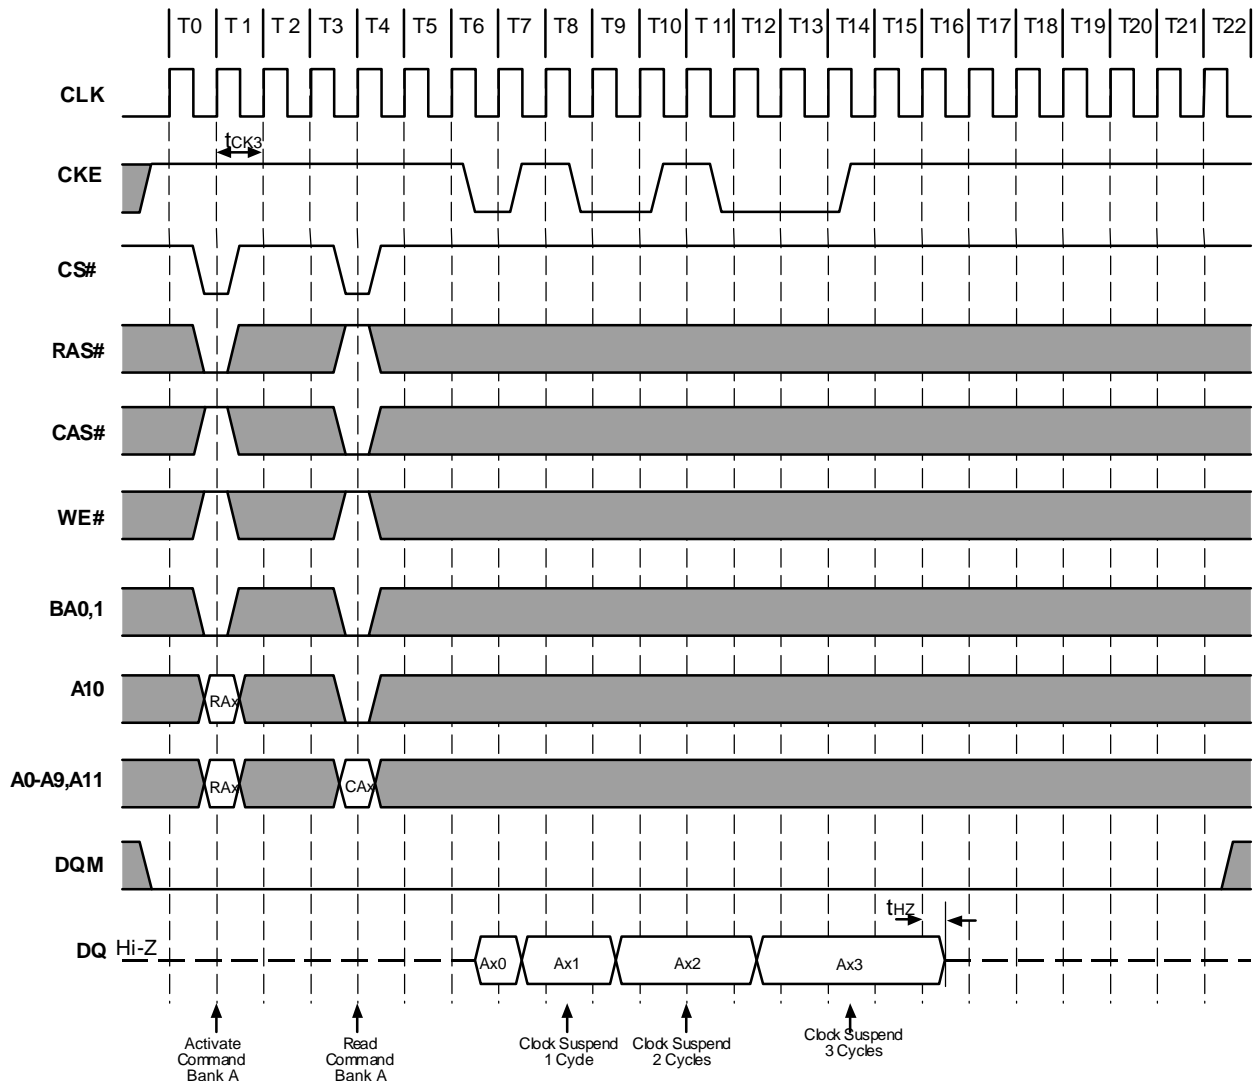 T0 T1 T2 T3 T4 T5 T6 T7 T8 T9 T10 T11 T12 T13 T14 T15 T16 T17 T18 T19 T20 T21 T22
CLK
tCK3
CKE
CS#
RAS#
CAS#
WE#
BA0,1
A10
RAx
A0-A9,A11
RAx CAx
DQM
tHZ
DQ Hi-Z
Ax0 Ax1 Ax2 Ax3
Activate
Command
Bank A
Read
Command
Bank A
Clock Suspend
1 Cycle
Clock Suspend
2 Cycles
Clock Suspend
3 Cycles